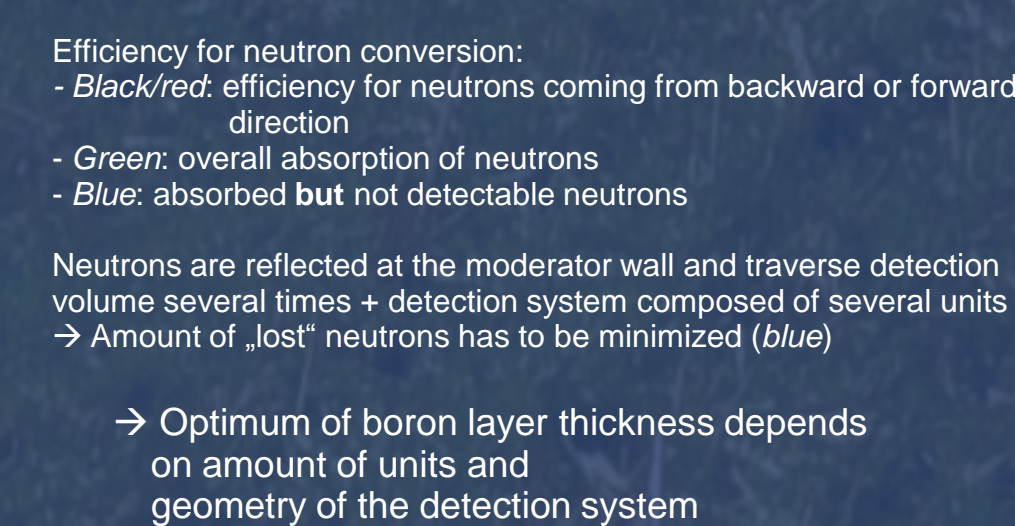 Efficiency for neutron conversion:
- Black/red: efficiency for neutrons coming from backward or forward
direction
- Green: overall absorption of neutrons
- Blue: absorbed but not detectable neutrons
Neutrons are reflected at the moderator wall and traverse detection
volume several times + detection system composed of several units
→ Amount of „lost“ neutrons has to be minimized (blue)
→ Optimum of boron layer thickness depends
on amount of units and
geometry of the detection system